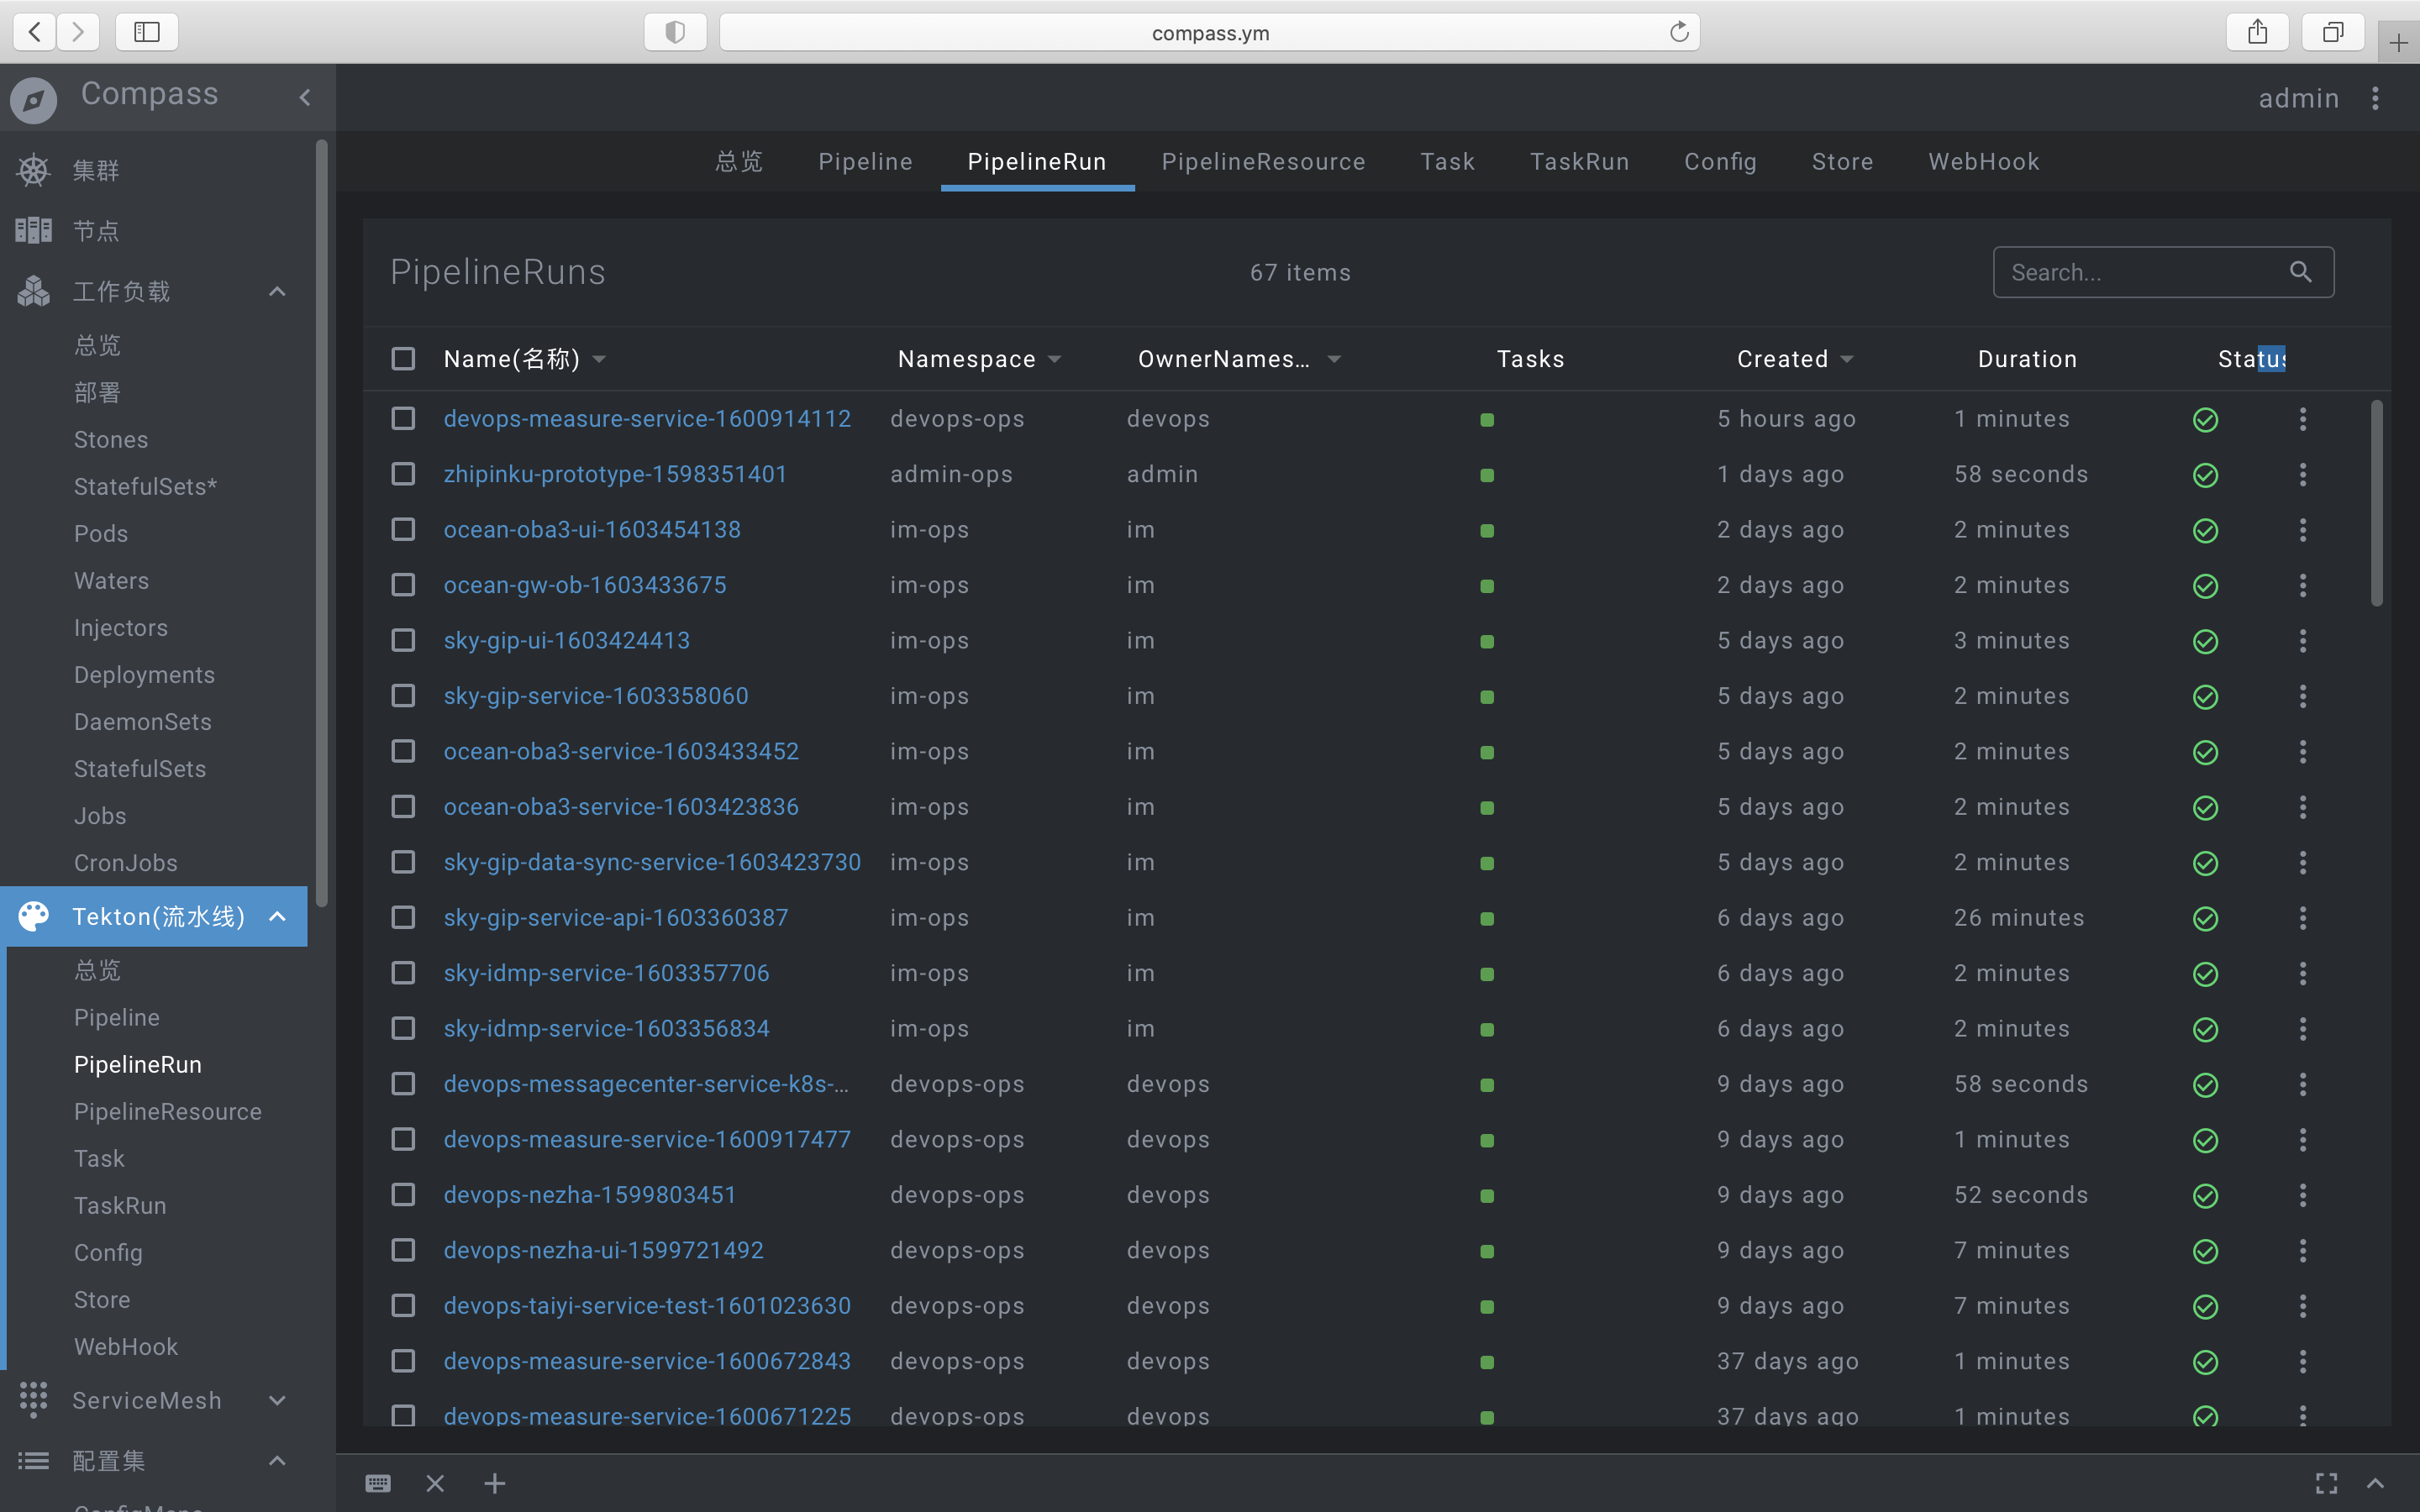 compass.ym
Compass
admin
集群
节点
工作负载
总览
部署
Stones
StatefulSets*
Pods
Waters
Injectors
Deployments
DaemonSets
StatefulSets
Jobs
CronJobs
Tekton(流水线)
总览
Pipeline
PipelineRun
PipelineResource
Task
TaskRun
Config
Store
WebHook
ServiceMesh
配置集
ConfigMaps
总览 Pipeline PipelineRun PipelineResource Task TaskRun Config Store WebHook
PipelineRuns 67 items Search...
Name(名称) Namespace OwnerNames... Tasks Created Duration Status
devops-measure-service-1600914112 devops-ops devops 5 hours ago 1 minutes
zhipinku-prototype-1598351401 admin-ops admin 1 days ago 58 seconds
ocean-oba3-ui-1603454138 im-ops im 2 days ago 2 minutes
ocean-gw-ob-1603433675 im-ops im 2 days ago 2 minutes
sky-gip-ui-1603424413 im-ops im 5 days ago 3 minutes
sky-gip-service-1603358060 im-ops im 5 days ago 2 minutes
ocean-oba3-service-1603433452 im-ops im 5 days ago 2 minutes
ocean-oba3-service-1603423836 im-ops im 5 days ago 2 minutes
sky-gip-data-sync-service-1603423730 im-ops im 5 days ago 2 minutes
sky-gip-service-api-1603360387 im-ops im 6 days ago 26 minutes
sky-idmp-service-1603357706 im-ops im 6 days ago 2 minutes
sky-idmp-service-1603356834 im-ops im 6 days ago 2 minutes
devops-messagecenter-service-k8s-... devops-ops devops 9 days ago 58 seconds
devops-measure-service-1600917477 devops-ops devops 9 days ago 1 minutes
devops-nezha-1599803451 devops-ops devops 9 days ago 52 seconds
devops-nezha-ui-1599721492 devops-ops devops 9 days ago 7 minutes
devops-taiyi-service-test-1601023630 devops-ops devops 9 days ago 7 minutes
devops-measure-service-1600672843 devops-ops devops 37 days ago 1 minutes
devops-measure-service-1600671225 devops-ops devops 37 days ago 1 minutes